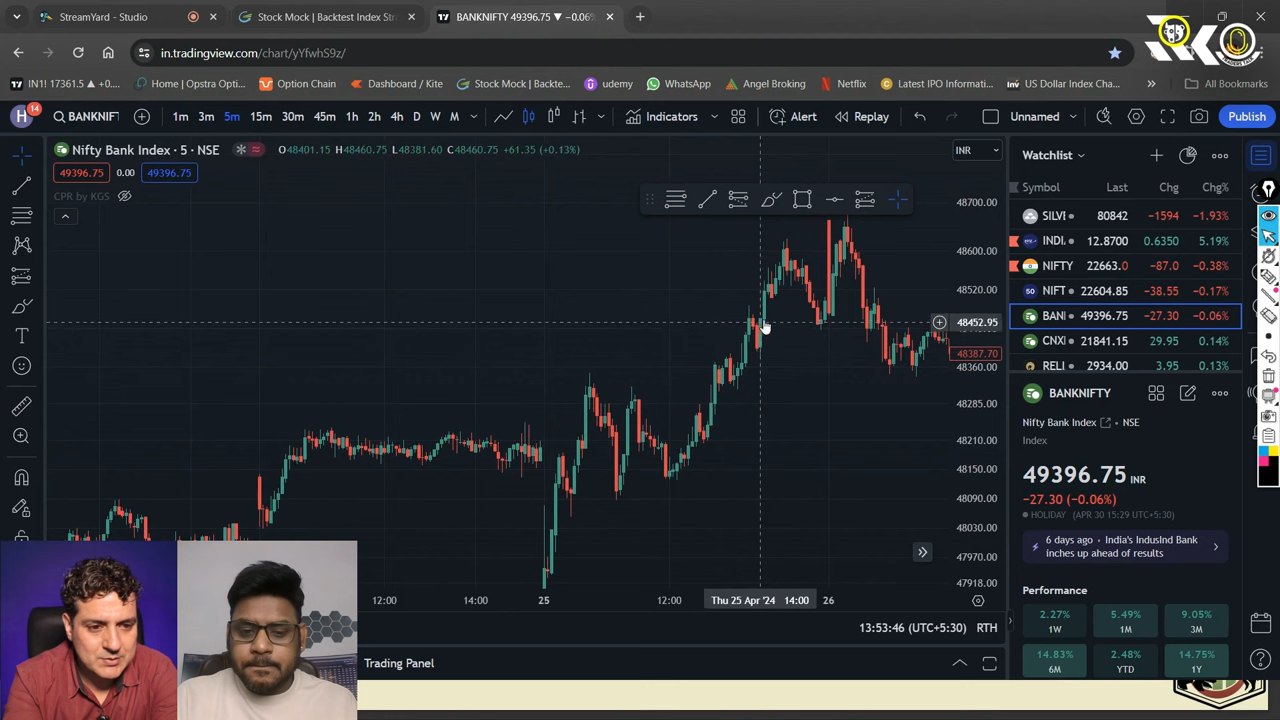 StreamYard - Studio
Stock Mock | Backtest Index Str
BANKNIFTY 49396.75 ▼ −0.06%
in.tradingview.com/chart/yYfwhS9z/
IN1! 17361.5 ▲ +0....
Home | Opstra Opti...
Option Chain
Dashboard / Kite
Stock Mock | Backte...
udemy
WhatsApp
Angel Broking
Netflix
Latest IPO Informati...
US Dollar Index Cha...
All Bookmarks
TRADERS TALK
H
14
BANKNIF
1m 3m 5m 15m 30m 45m 1h 2h 4h D W M
Indicators
Alert
Replay
Unnamed
Publish
Nifty Bank Index · 5 · NSE
O48401.15 H48460.75 L48381.60 C48460.75 +61.35 (+0.13%)
INR
49396.75 0.00 49396.75
CPR by KGS
48700.00
48600.00
48520.00
48452.95
48387.70
48360.00
48285.00
48210.00
48150.00
48090.00
48030.00
47970.00
47918.00
12:00 14:00 25 12:00 Thu 25 Apr '24 14:00 26
13:53:46 (UTC+5:30) RTH
Trading Panel
Watchlist
Symbol Last Chg Chg%
SILVI 80842 −1594 −1.93%
INDI 12.8700 0.6350 5.19%
NIFTY 22663.0 −87.0 −0.38%
50 NIFT 22604.85 −38.55 −0.17%
BANI 49396.75 −27.30 −0.06%
CNX 21841.15 29.95 0.14%
RELI 2934.00 3.95 0.13%
BANKNIFTY
Nifty Bank Index · NSE
Index
49396.75 INR
−27.30 (−0.06%)
HOLIDAY (APR 30 15:29 UTC+5:30)
6 days ago · India's IndusInd Bank
inches up ahead of results
Performance
2.27% 5.49% 9.05%
1W 1M 3M
14.83% 2.48% 14.75%
6M YTD 1Y